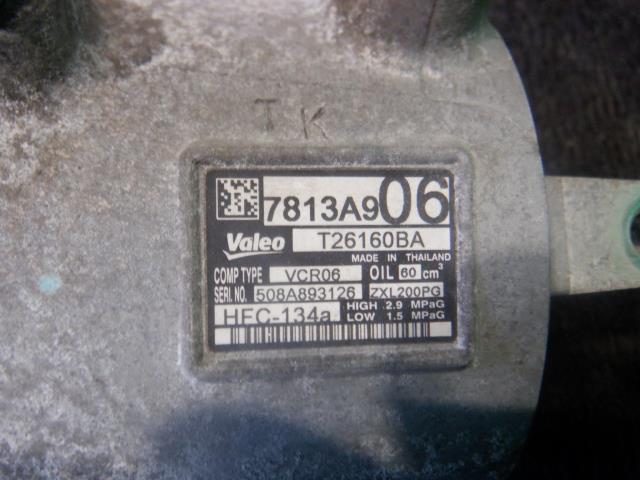 TK
7813A906
Valeo T26160BA
MADE IN THAILAND
COMP TYPE VCR06 OIL 60 cm³
SERI. NO. 508A893126 ZXL200PG
HFC-134a HIGH 2.9 MPaG
LOW 1.5 MPaG